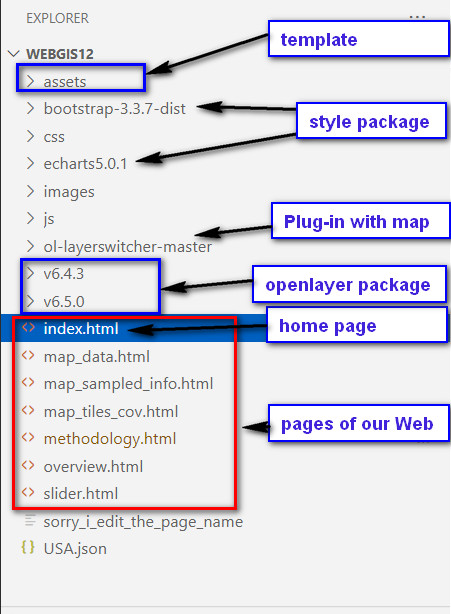 EXPLORER
template
WEBGIS12
assets
bootstrap-3.3.7-dist
style package
css
echarts5.0.1
images
js
Plug-in with map
ol-layerswitcher-master
v6.4.3
openlayer package
v6.5.0
index.html
home page
map_data.html
map_sampled_info.html
map_tiles_cov.html
pages of our Web
methodology.html
overview.html
slider.html
sorry_i_edit_the_page_name
USA.json